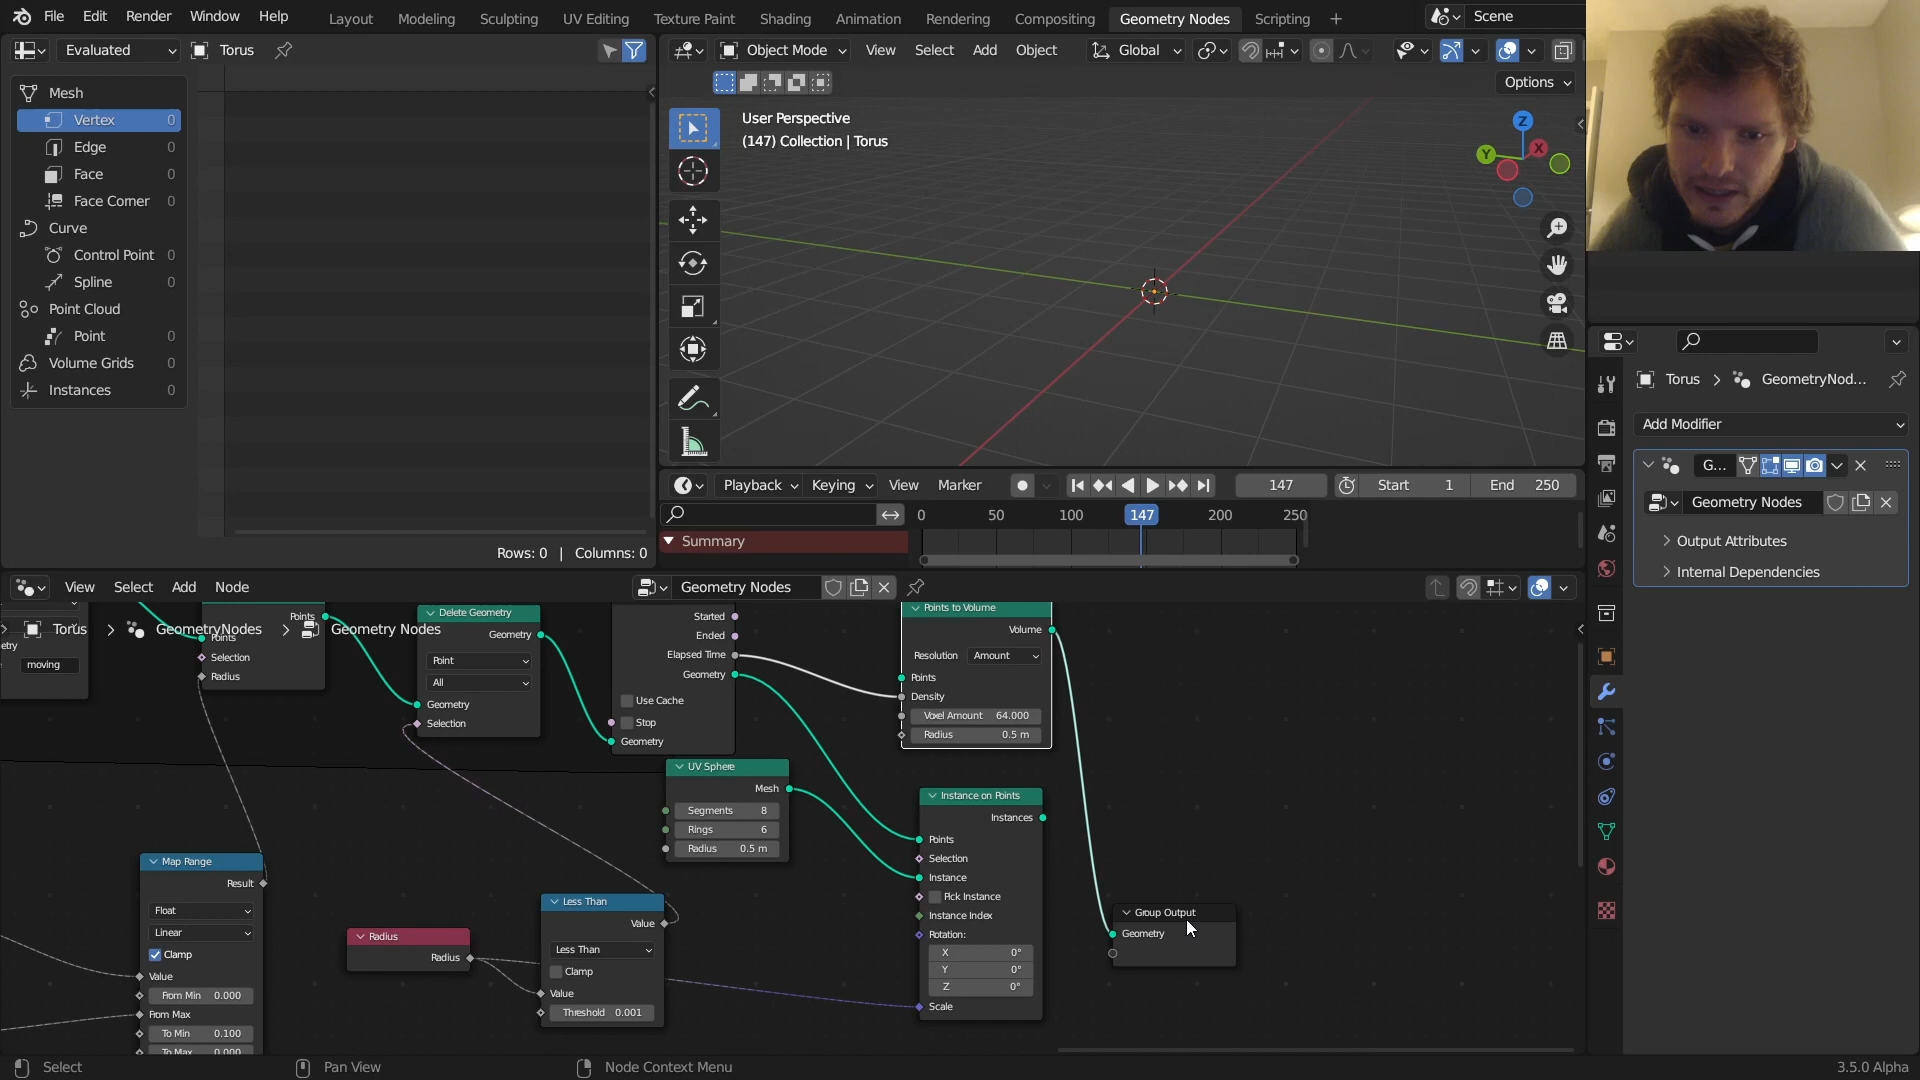 File Edit Render Window Help
Layout Modeling Sculpting UV Editing Texture Paint Shading Animation Rendering Compositing Geometry Nodes Scripting +
Scene
Evaluated Torus
Object Mode View Select Add Object Global
Options
Mesh
Vertex 0
Edge 0
Face 0
Face Corner 0
Curve
Control Point 0
Spline 0
Point Cloud
Point 0
Volume Grids 0
Instances 0
Rows: 0 | Columns: 0
User Perspective
(147) Collection | Torus
Z
Y
X
Playback Keying View Marker
147
Start 1
End 250
0 50 100 147 200 250
Summary
Torus > GeometryNod...
Add Modifier
G...
Geometry Nodes
Output Attributes
Internal Dependencies
View Select Add Node
Geometry Nodes
Torus > GeometryNodes > Geometry Nodes
etry
moving
Points
Points
Selection
Radius
Delete Geometry
Geometry
Point
All
Geometry
Selection
Started
Ended
Elapsed Time
Geometry
Use Cache
Stop
Geometry
Points to Volume
Volume
Resolution Amount
Points
Density
Voxel Amount 64.000
Radius 0.5 m
UV Sphere
Mesh
Segments 8
Rings 6
Radius 0.5 m
Instance on Points
Instances
Points
Selection
Instance
Pick Instance
Instance Index
Rotation:
X 0°
Y 0°
Z 0°
Scale
Group Output
Geometry
Map Range
Result
Float
Linear
Clamp
Value
From Min 0.000
From Max
To Min 0.100
To Max 0.000
Radius
Radius
Less Than
Value
Less Than
Clamp
Value
Threshold 0.001
Select
Pan View
Node Context Menu
3.5.0 Alpha